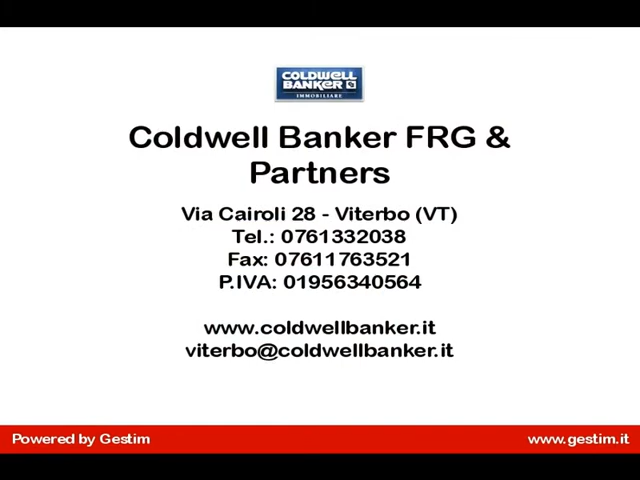 COLDWELL
BANKER
IMMOBILIARE
Coldwell Banker FRG &
Partners
Via Cairoli 28 - Viterbo (VT)
Tel.: 0761332038
Fax: 07611763521
P.IVA: 01956340564
www.coldwellbanker.it
viterbo@coldwellbanker.it
Powered by Gestim
www.gestim.it